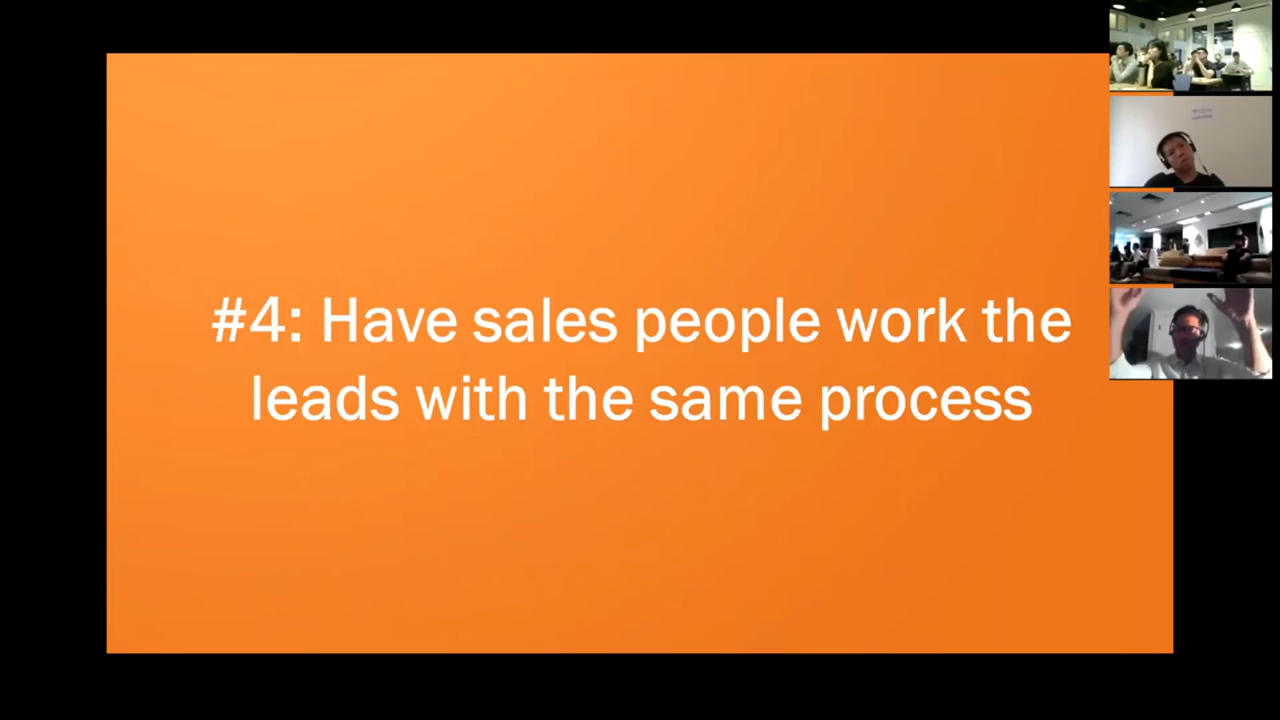 #4: Have sales people work the
leads with the same process